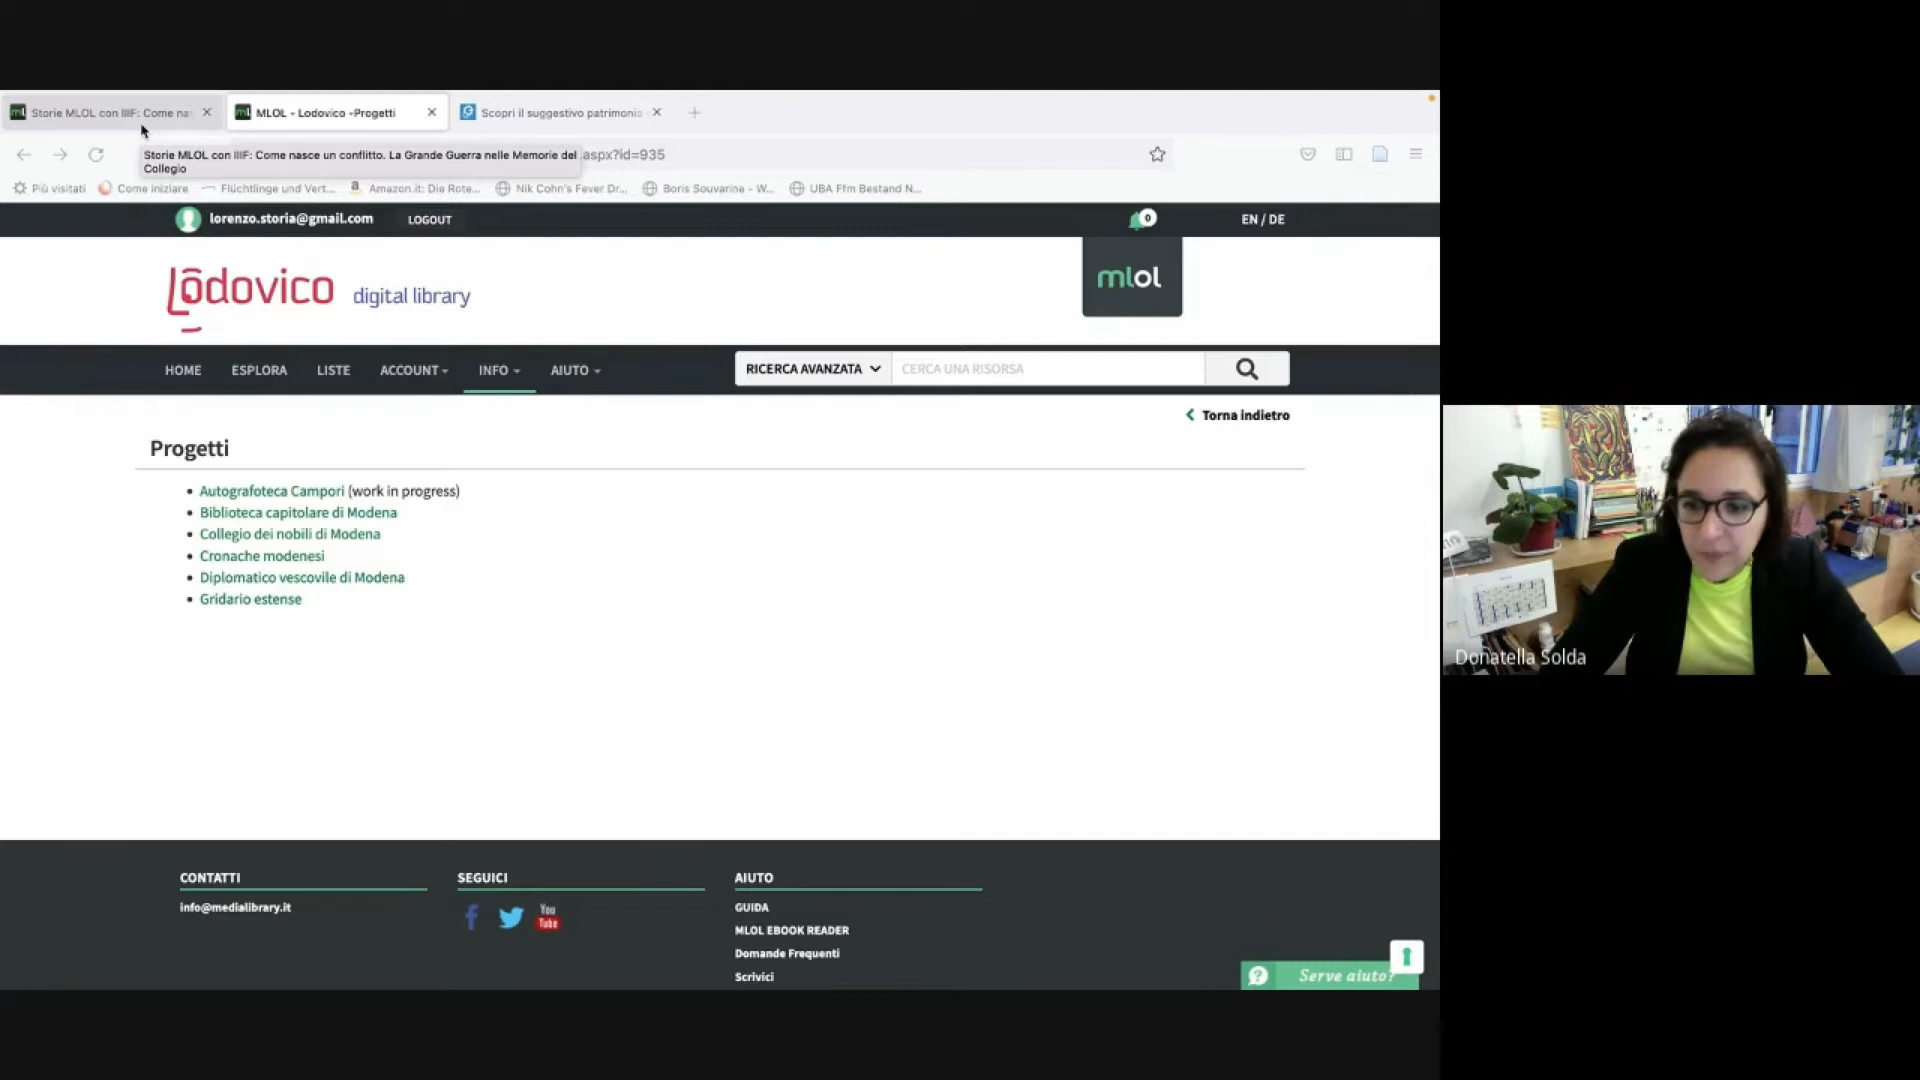 Storie MLOL con IIIF: Come na
MLOL - Lodovico -Progetti
Scopri il suggestivo patrimonio
Storie MLOL con IIIF: Come nasce un conflitto. La Grande Guerra nelle Memorie del
Collegio
.aspx?id=935
Più visitati
Come iniziare
Flüchtlinge und Vert...
Amazon.it: Die Rote...
Nik Cohn's Fever Dr...
Boris Souvarine - W...
UBA Ffm Bestand N...
lorenzo.storia@gmail.com
LOGOUT
0
EN / DE
Lodovico digital library
mlol
HOME
ESPLORA
LISTE
ACCOUNT
INFO
AIUTO
RICERCA AVANZATA
CERCA UNA RISORSA
Torna indietro
Progetti
Autografoteca Campori (work in progress)
Biblioteca capitolare di Modena
Collegio dei nobili di Modena
Cronache modenesi
Diplomatico vescovile di Modena
Gridario estense
Donatella Solda
CONTATTI
info@medialibrary.it
SEGUICI
You
Tube
AIUTO
GUIDA
MLOL EBOOK READER
Domande Frequenti
Scrivici
Serve aiuto?